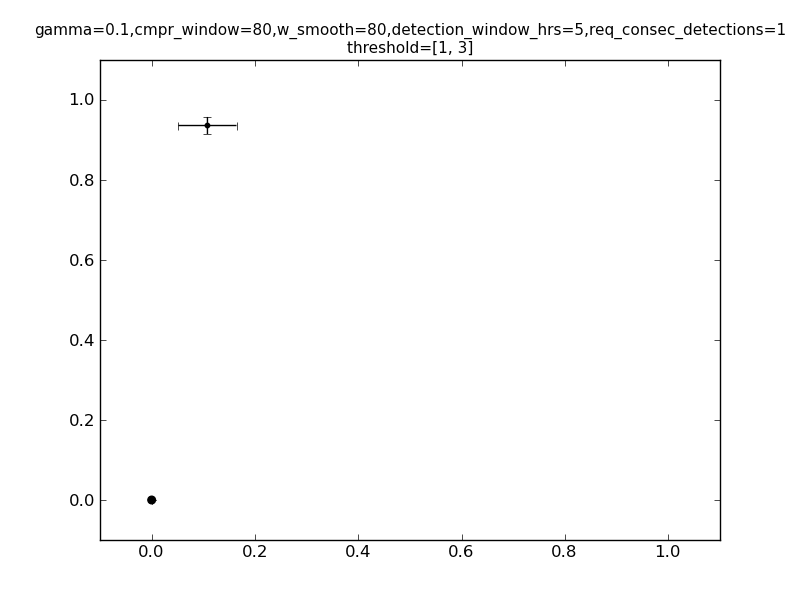 gamma=0.1,cmpr_window=80,w_smooth=80,detection_window_hrs=5,req_consec_detections=1
threshold=[1, 3]
1.0
0.8
0.6
0.4
0.2
0.0
0.0 0.2 0.4 0.6 0.8 1.0